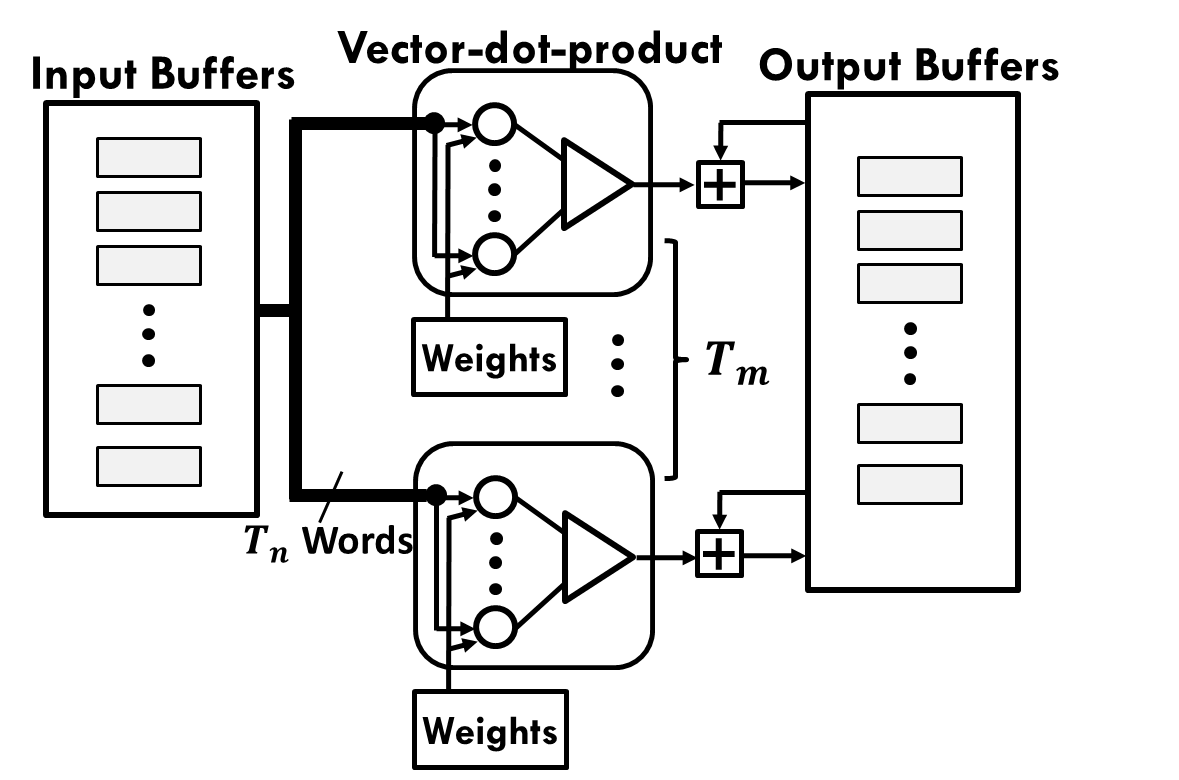 Vector-dot-product
Input Buffers
Output Buffers
+
Weights
T_m
T_n Words
+
Weights